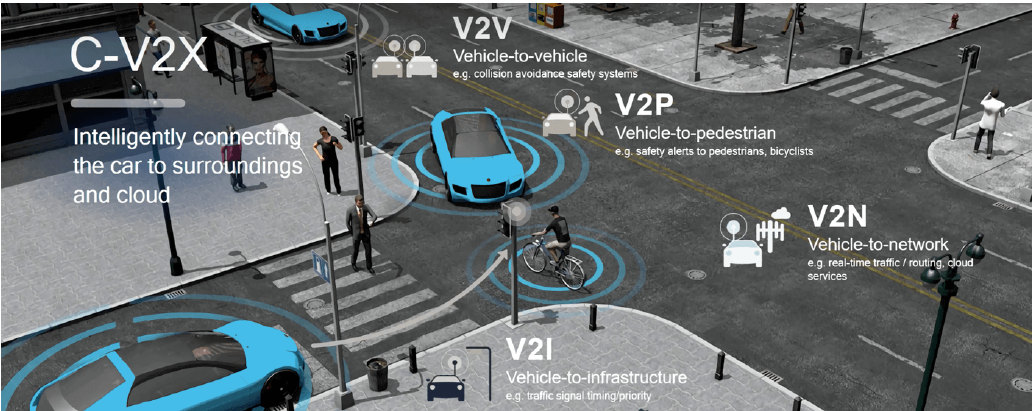 C-V2X
Intelligently connecting
the car to surroundings
and cloud
V2V
Vehicle-to-vehicle
e.g. collision avoidance safety systems
V2P
Vehicle-to-pedestrian
e.g. safety alerts to pedestrians, bicyclists
V2N
Vehicle-to-network
e.g. real-time traffic / routing, cloud
services
V2I
Vehicle-to-infrastructure
e.g. traffic signal timing/priority